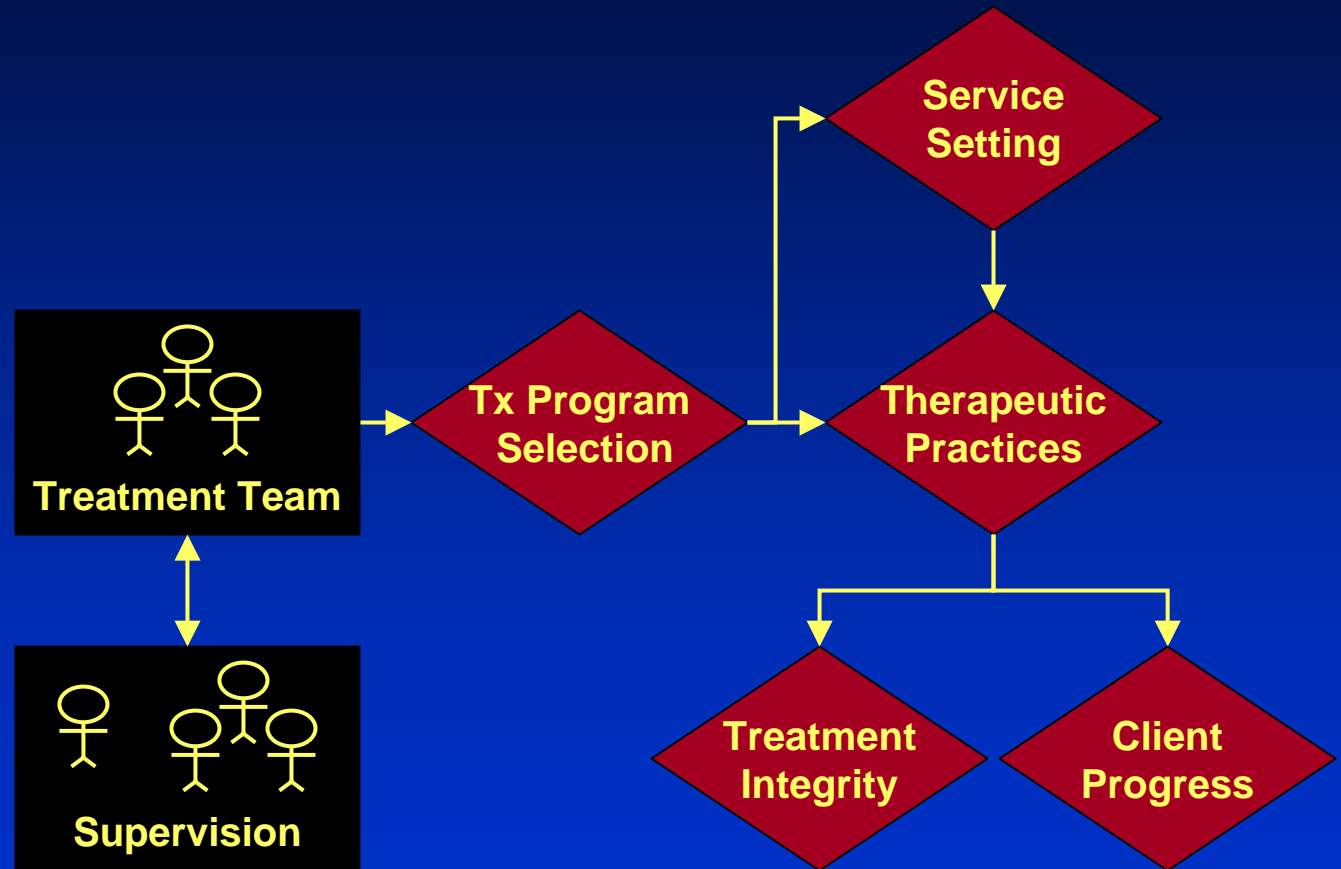 Service
Setting
Treatment Team
Tx Program
Selection
Therapeutic
Practices
Supervision
Treatment
Integrity
Client
Progress